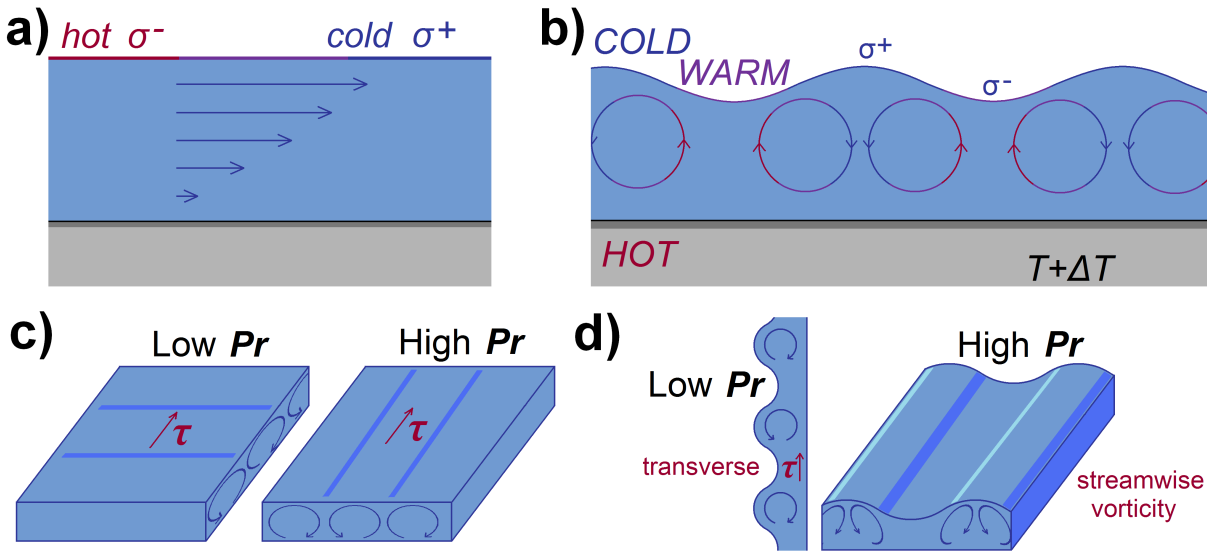 a)
hot σ- cold σ+
b)
COLD
WARM
σ+
σ-
HOT
T+ΔT
c)
Low Pr
High Pr
τ
τ
d)
High Pr
Low Pr
transverse
τ
streamwise
vorticity